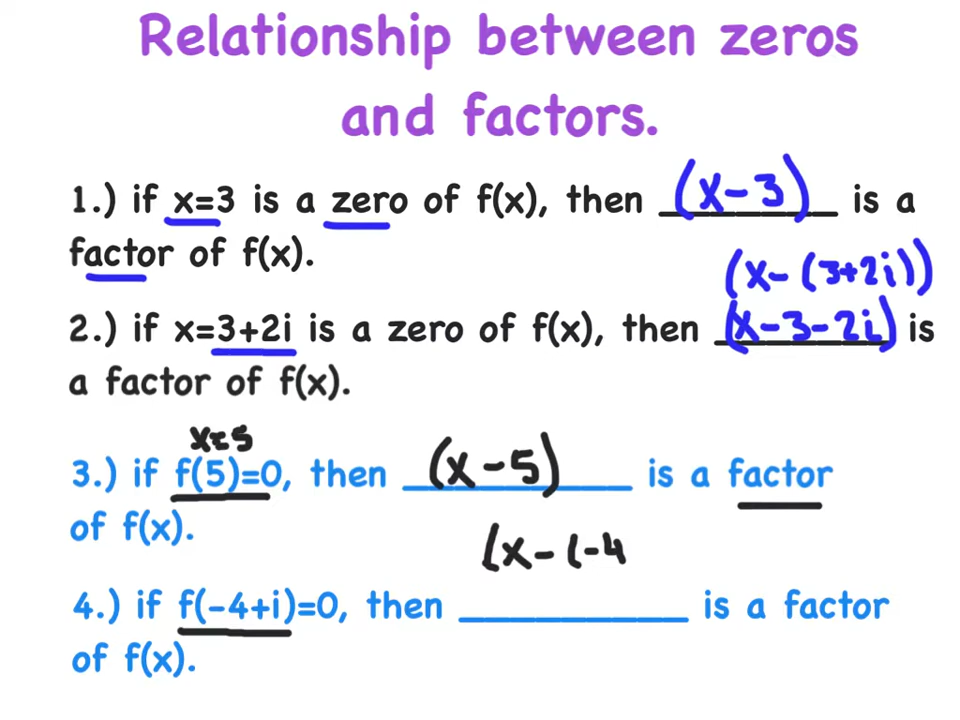 Relationship between zeros
and factors.
1.) if x=3 is a zero of f(x), then (x-3) is a
factor of f(x).
(x-(3+2i))
2.) if x=3+2i is a zero of f(x), then (x-3-2i) is
a factor of f(x).
x=5
3.) if f(5)=0, then (x-5) is a factor
of f(x).
(x-(-4
4.) if f(-4+i)=0, then __________ is a factor
of f(x).